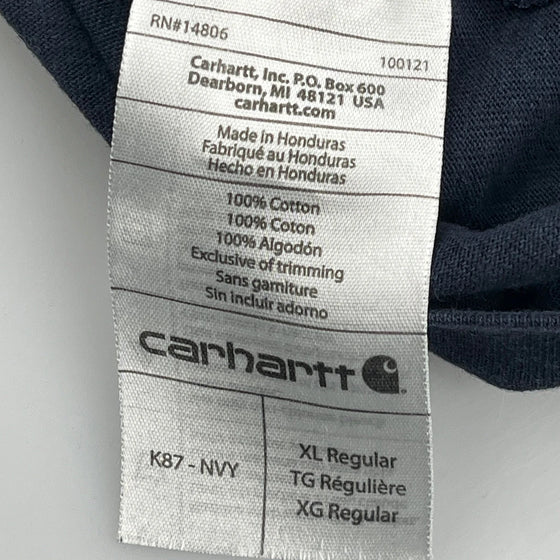 RN#14806
100121
Carhartt, Inc. P.O. Box 600
Dearborn, MI 48121 USA
carhartt.com
Made in Honduras
Fabriqué au Honduras
Hecho en Honduras
100% Cotton
100% Coton
100% Algodón
Exclusive of trimming
Sans garniture
Sin incluir adorno
carhartt
K87 - NVY
XL Regular
TG Régulière
XG Regular